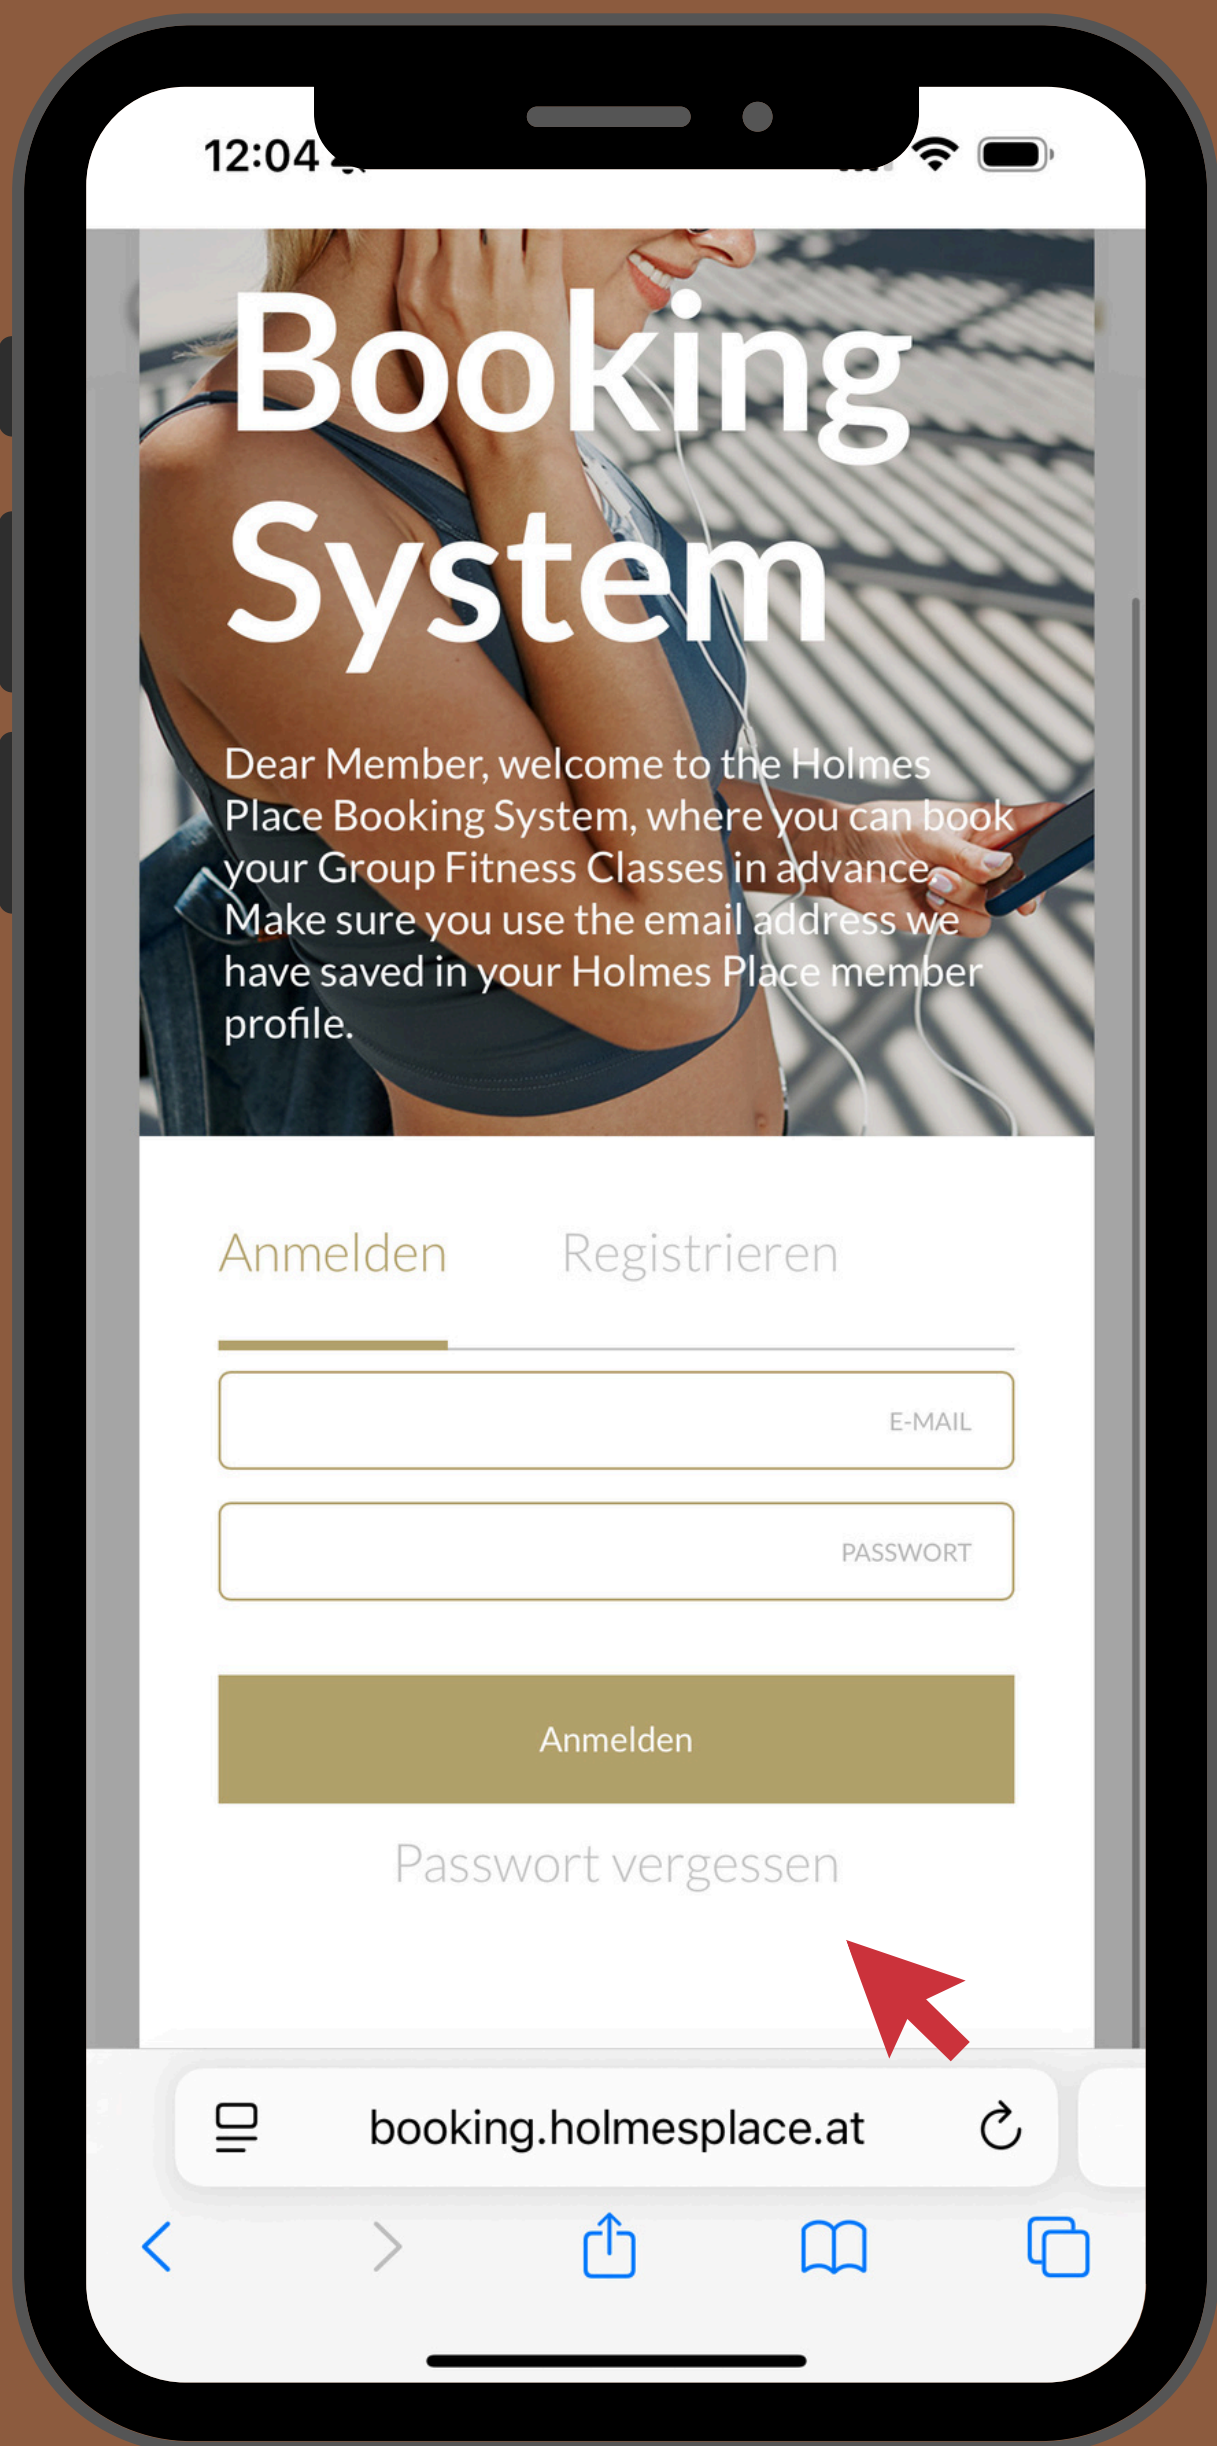 12:04
Booking
System
Dear Member, welcome to the Holmes
Place Booking System, where you can book
your Group Fitness Classes in advance.
Make sure you use the email address we
have saved in your Holmes Place member
profile.
Anmelden Registrieren
E-MAIL
PASSWORT
Anmelden
Passwort vergessen
booking.holmesplace.at